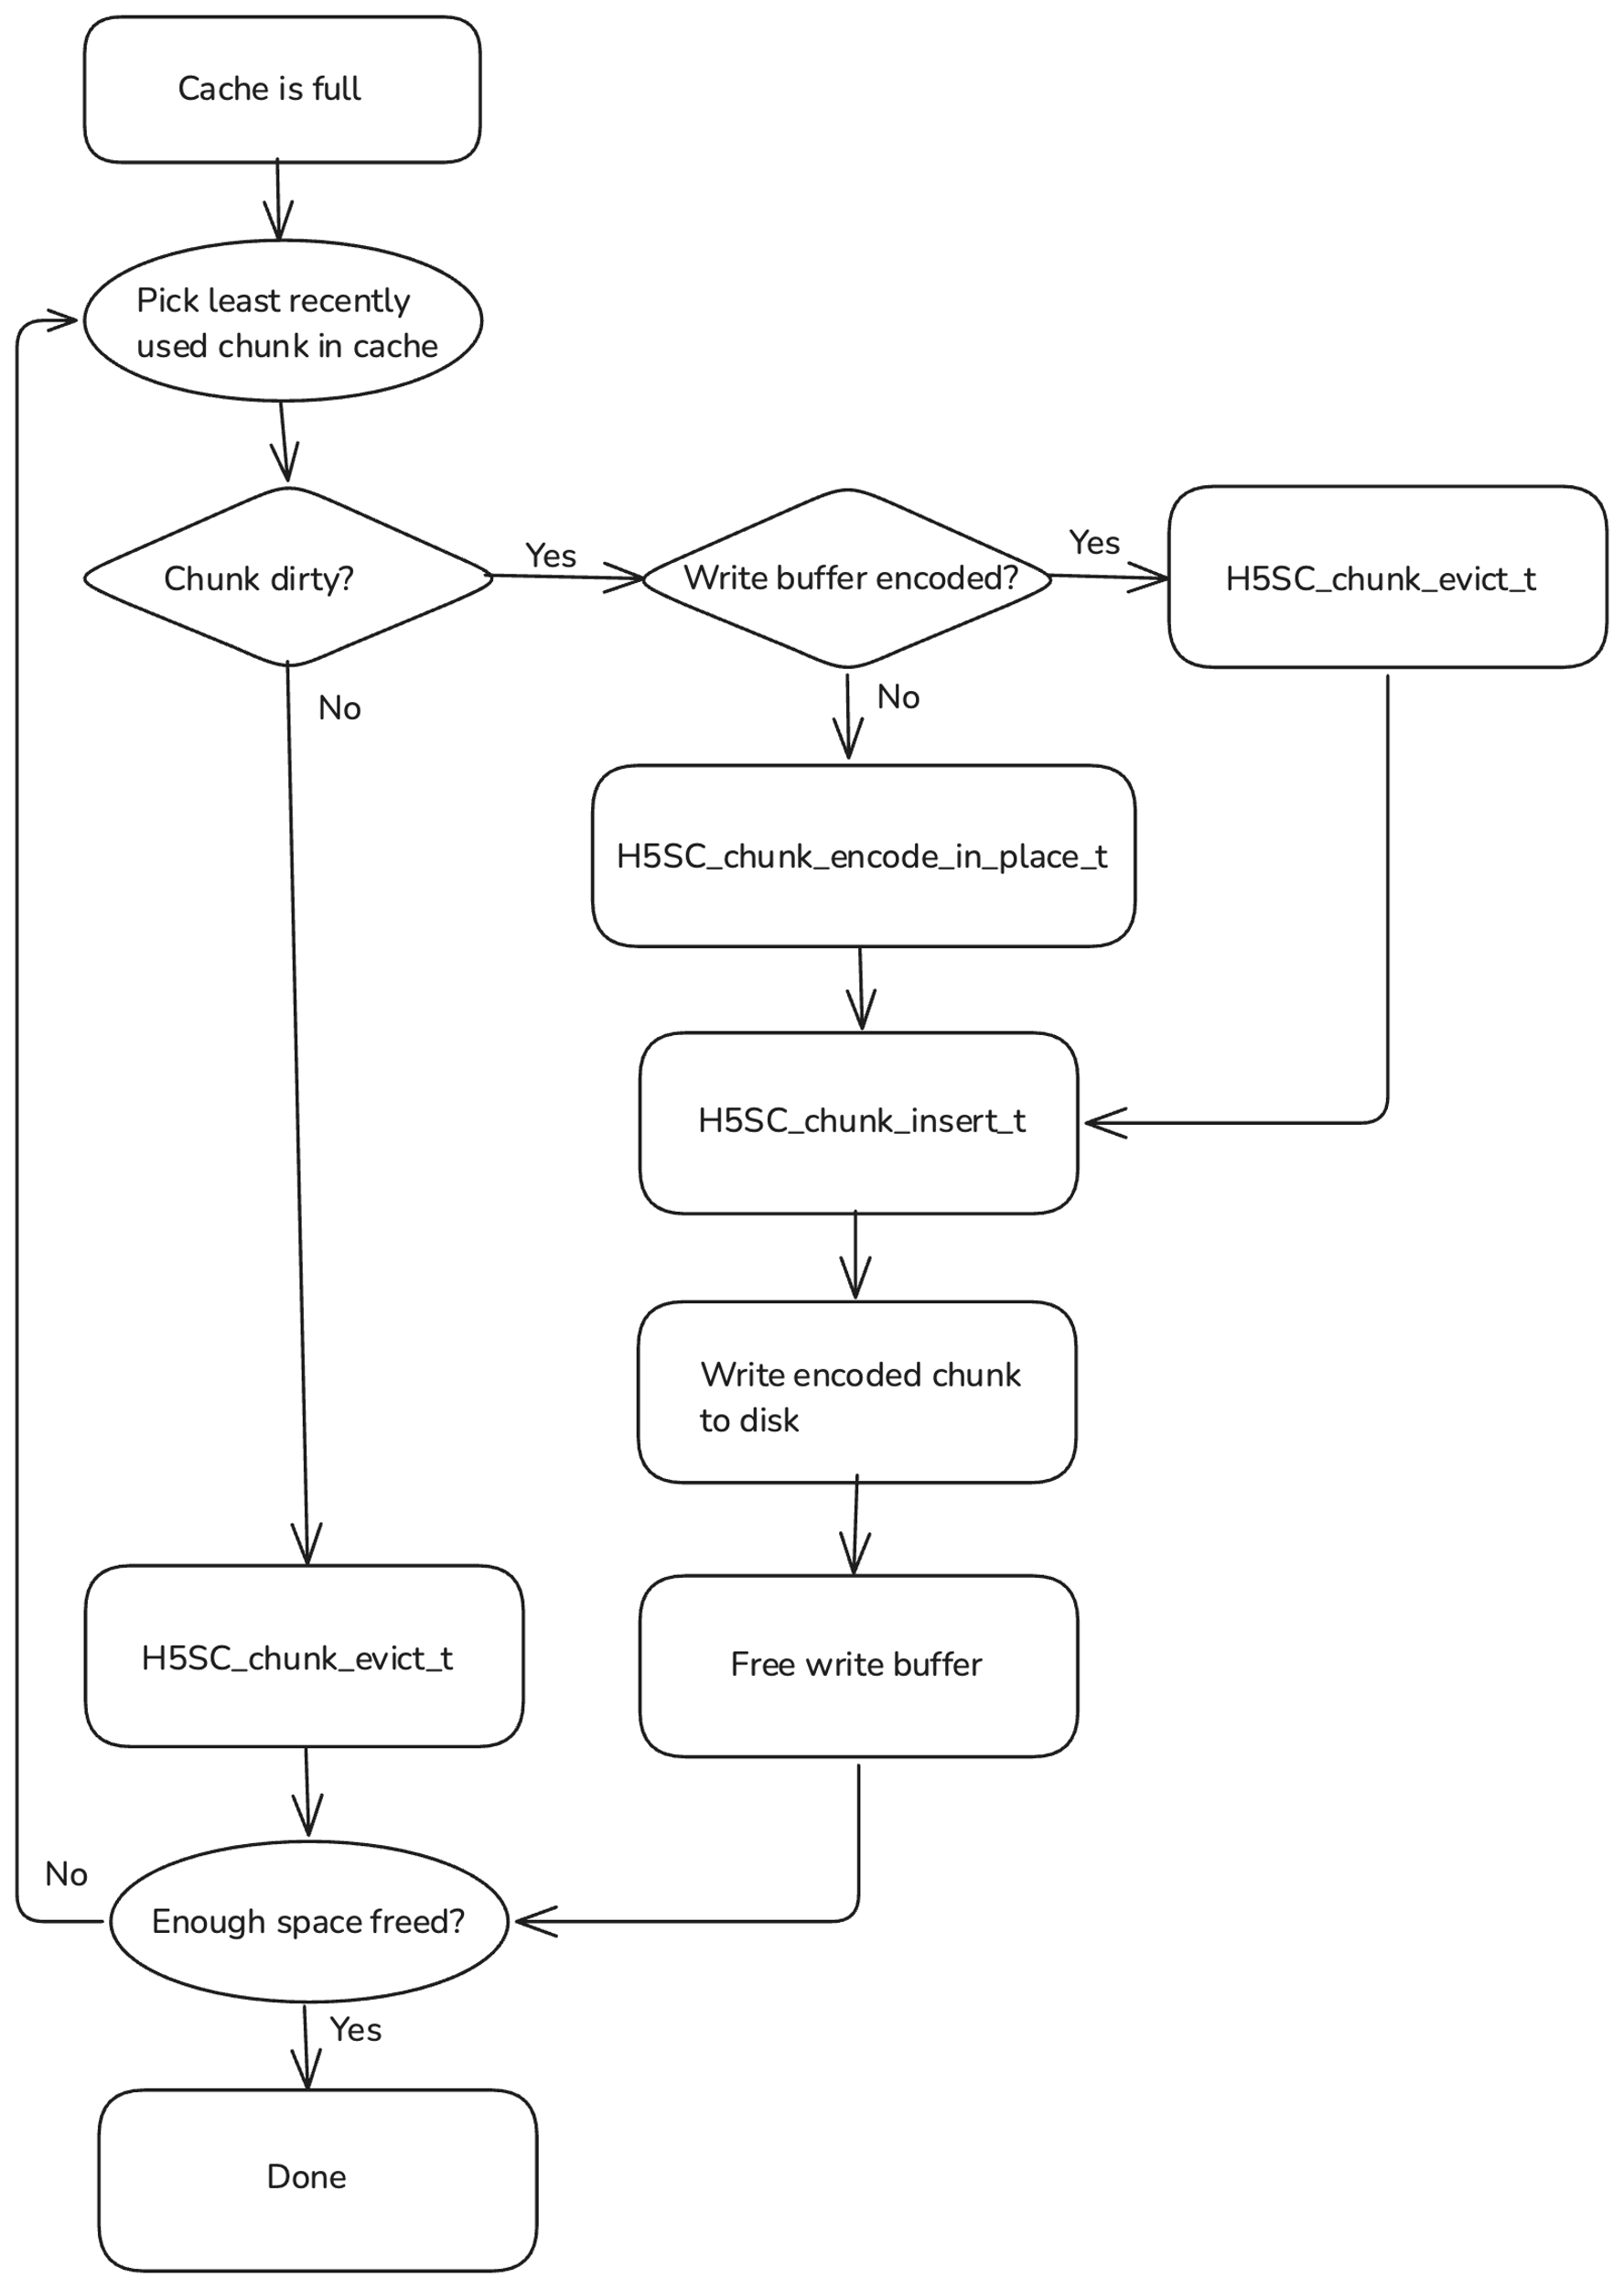 Cache is full
Pick least recently
used chunk in cache
Chunk dirty?
Yes
Write buffer encoded?
Yes
H5SC_chunk_evict_t
No
No
H5SC_chunk_encode_in_place_t
H5SC_chunk_insert_t
Write encoded chunk
to disk
H5SC_chunk_evict_t
Free write buffer
No
Enough space freed?
Yes
Done